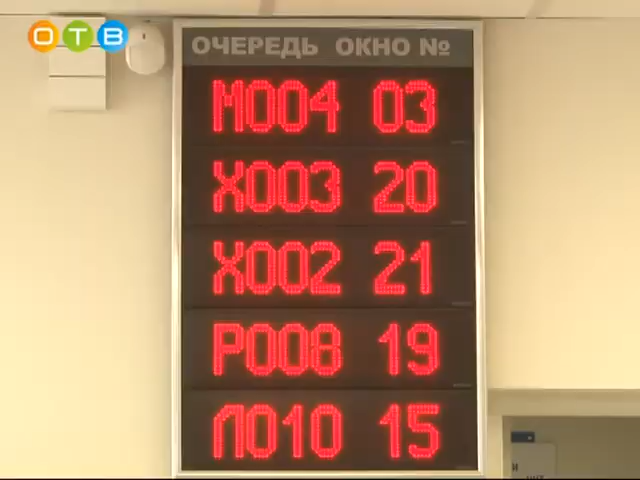 ОТВ
ОЧЕРЕДЬ ОКНО №
М004 03
Х003 20
Х002 21
Р008 19
Л010 15